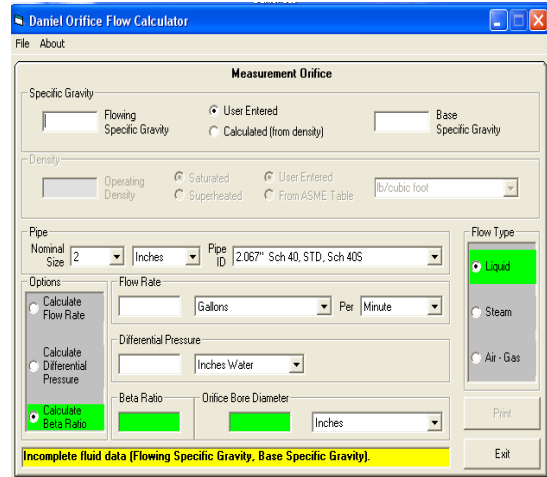 Daniel Orifice Flow Calculator
File About
Measurement Orifice
Specific Gravity
Flowing
Specific Gravity
User Entered
Calculated (from density)
Base
Specific Gravity
Density
Operating
Density
Saturated
Superheated
User Entered
From ASME Table
lb/cubic foot
Pipe
Nominal
Size
2
Inches
Pipe
ID
2.067" Sch 40, STD, Sch 40S
Flow Type
Liquid
Steam
Air - Gas
Options
Calculate
Flow Rate
Calculate
Differential
Pressure
Calculate
Beta Ratio
Flow Rate
Gallons
Per
Minute
Differential Pressure
Inches Water
Beta Ratio
Orifice Bore Diameter
Inches
Print
Exit
Incomplete fluid data (Flowing Specific Gravity, Base Specific Gravity).